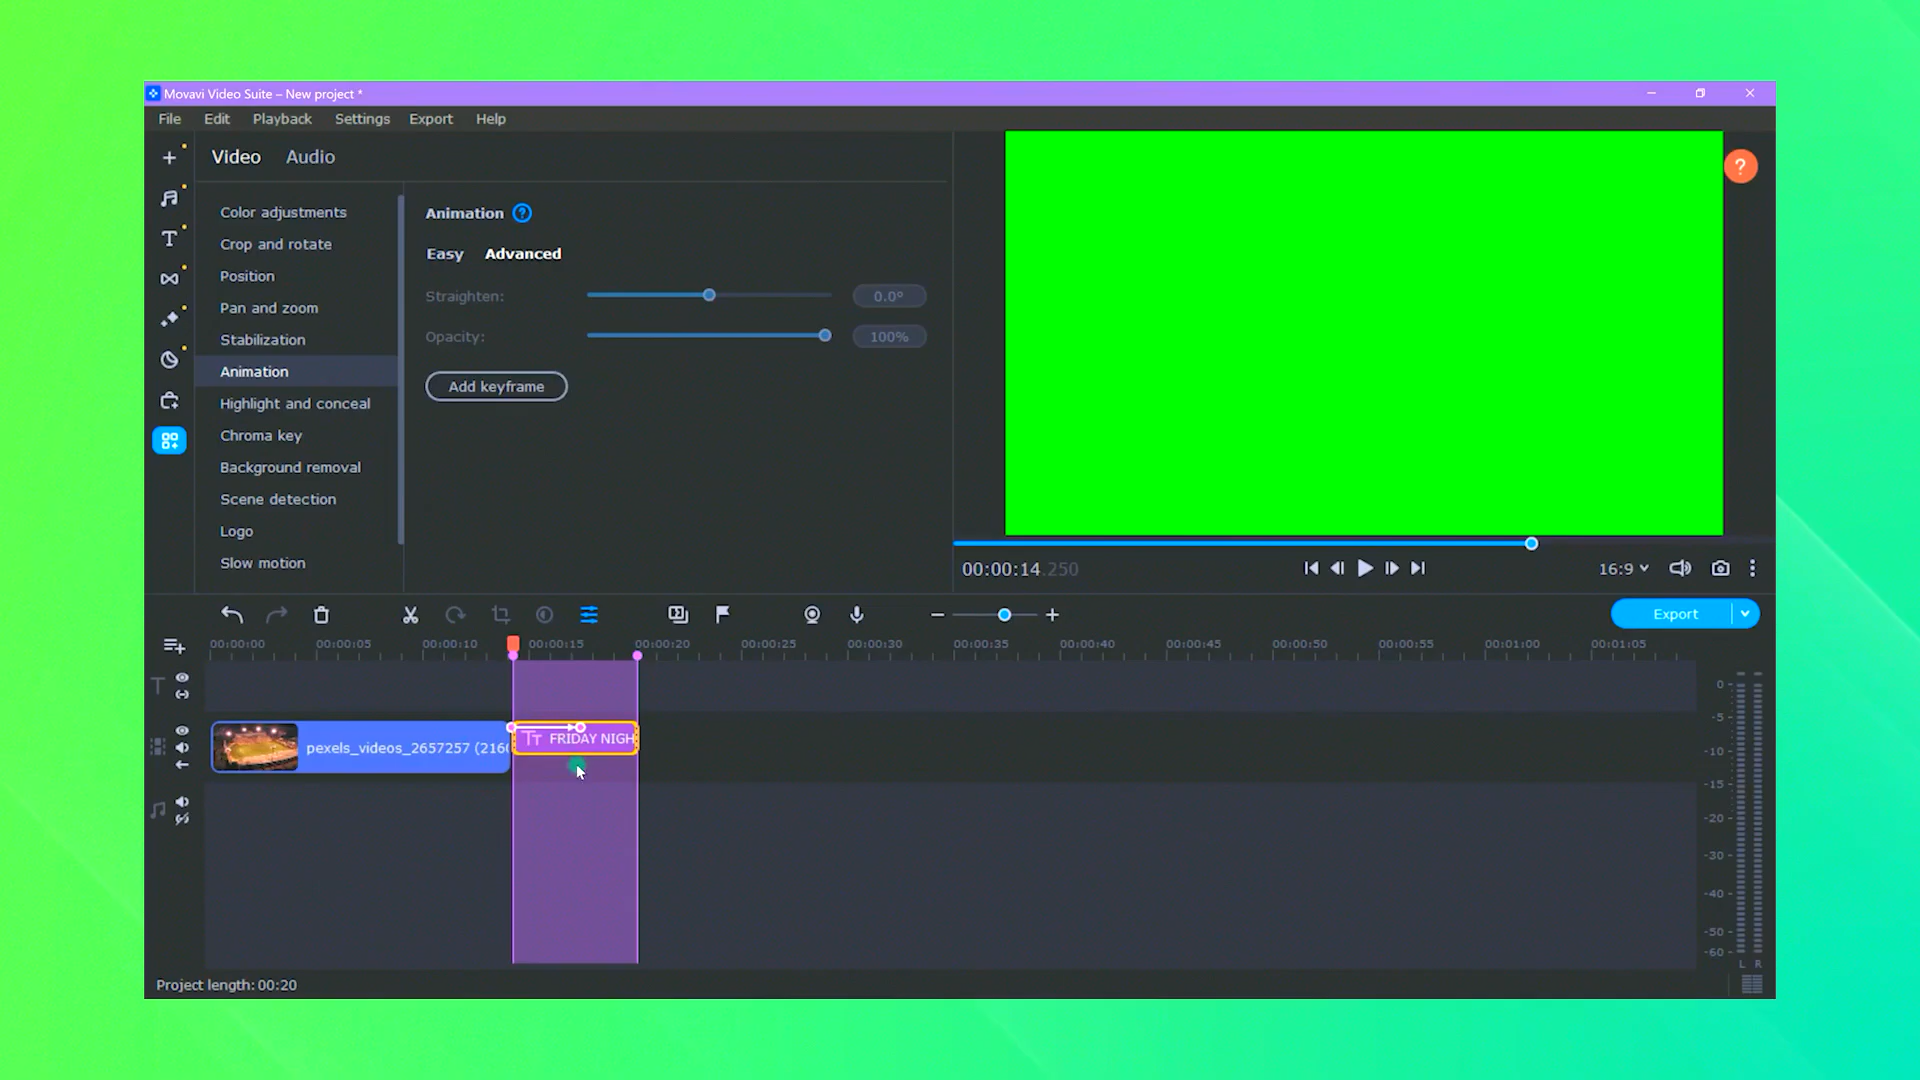 Movavi Video Suite – New project *
File Edit Playback Settings Export Help
Video Audio
Color adjustments
Crop and rotate
Position
Pan and zoom
Stabilization
Animation
Highlight and conceal
Chroma key
Background removal
Scene detection
Logo
Slow motion
Animation ?
Easy Advanced
Straighten: 0.0°
Opacity: 100%
Add keyframe
?
00:00:14.250
16:9
Export
00:00:00 00:00:05 00:00:10 00:00:15 00:00:20 00:00:25 00:00:30 00:00:35 00:00:40 00:00:45 00:00:50 00:00:55 00:01:00 00:01:05
pexels_videos_2657257 (216
FRIDAY NIGH
0
-5
-10
-15
-20
-30
-40
-50
-60
L R
Project length: 00:20